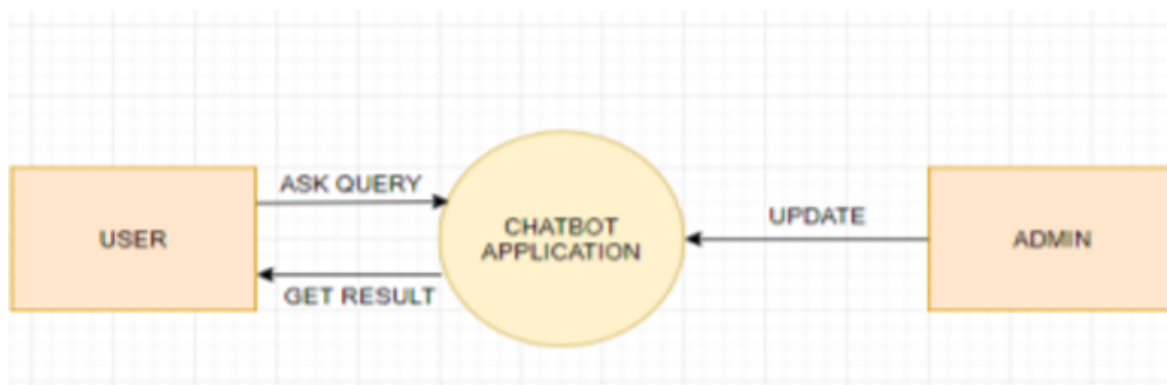 ASK QUERY
USER
GET RESULT
CHATBOT
APPLICATION
UPDATE
ADMIN